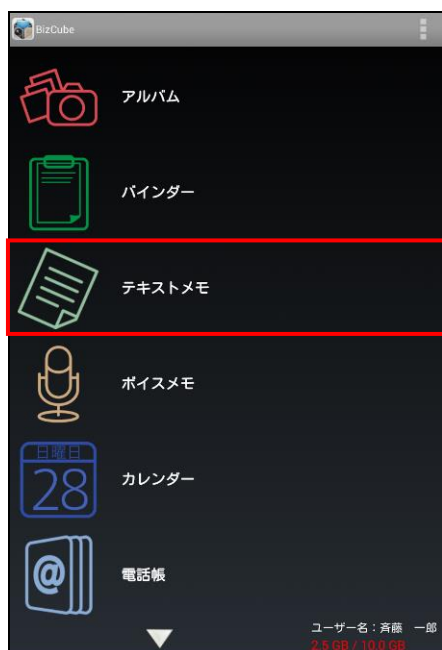 BizCube
アルバム
バインダー
テキストメモ
ボイスメモ
日曜日
28
カレンダー
@
電話帳
ユーザー名：斉藤　一郎
2.5 GB / 10.0 GB